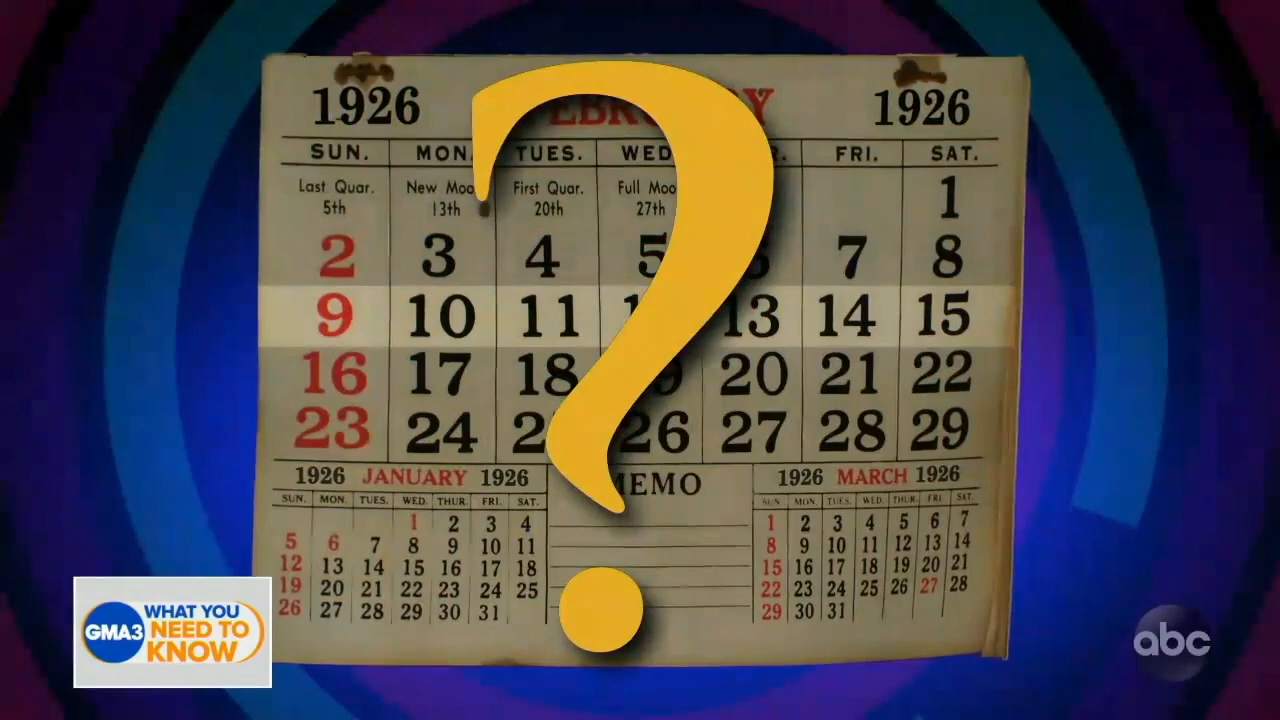 1926 1926
SUN. MON. TUES. WED FRI. SAT.
Last Quar. New Moo First Quar. Full Moo
5th 13th 20th 27th
1
2 3 4 5 7 8
9 10 11 13 14 15
16 17 18 20 21 22
23 24 26 27 28 29
1926 JANUARY 1926
SUN. MON. TUES. WED. THUR. FRI. SAT.
1 2 3 4
5 6 7 8 9 10 11
12 13 14 15 16 17 18
19 20 21 22 23 24 25
26 27 28 29 30 31
MEMO
1926 MARCH 1926
SUN MON. TUES. WED. THUR. FRI SAT.
1 2 3 4 5 6 7
8 9 10 11 12 13 14
15 16 17 18 19 20 21
22 23 24 25 26 27 28
29 30 31
?
GMA3
WHAT YOU
NEED TO
KNOW
abc